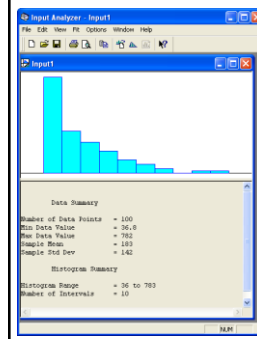 Input Analyzer - Input1
File Edit View Fit Options Window Help
Input1
Data Summary
Number of Data Points = 100
Min Data Value = 36.8
Max Data Value = 782
Sample Mean = 183
Sample Std Dev = 142
Histogram Summary
Histogram Range = 36 to 783
Number of Intervals = 10
NUM